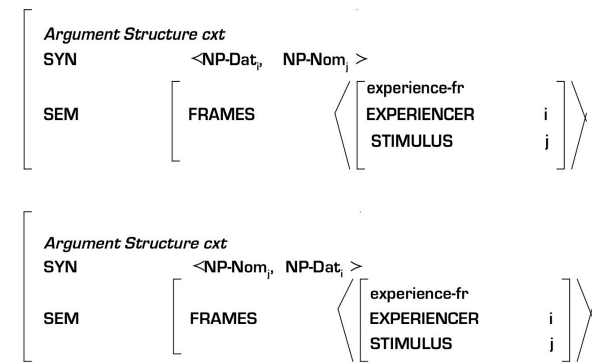 Argument Structure cxt
SYN <NP-Datᵢ, NP-Nomⱼ >
experience-fr
SEM FRAMES EXPERIENCER i
STIMULUS j
Argument Structure cxt
SYN <NP-Nomⱼ, NP-Datᵢ >
experience-fr
SEM FRAMES EXPERIENCER i
STIMULUS j